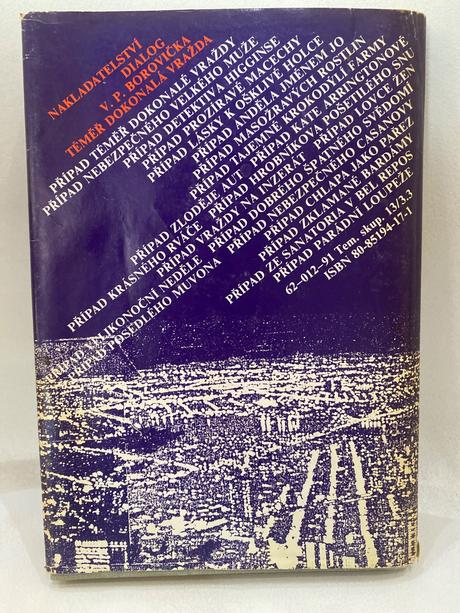 NAKLADATELSTVÍ
DIALOG
V. P. BOROVIČKA
TÉMĚŘ DOKONALÁ VRAŽDA
PŘÍPAD TÉMĚŘ DOKONALÉ VRAŽDY
PŘÍPAD NEBEZPEČNÉHO VELKÉHO MUŽE
PŘÍPAD DETEKTIVA HIGGINSE
PŘÍPAD PROZÍRAVÉ MACECHY
PŘÍPAD LÁSKY K OŠKLIVÉ HOLCE
PŘÍPAD ANDĚLA JMÉNEM JO
PŘÍPAD MASOŽRAVÝCH ROSTLIN
PŘÍPAD TAJEMNÉ KROKODÝLÍ FARMY
PŘÍPAD ZLODĚJE AUT PŘÍPAD KATE ARRINGTONOVÉ
PŘÍPAD KRÁSNÉHO RVÁČE PŘÍPAD HROBNÍKOVA POŠETILÉHO SNU
PŘÍPAD VRAŽDY NA INZERÁT PŘÍPAD LOVCE ŽEN
PŘÍPAD VELIKONOČNÍ NEDĚLE PŘÍPAD DOBRÉHO ŠPATNÉHO SVĚDOMÍ
PŘÍPAD POSEDLÉHO MUVONA PŘÍPAD NEBEZPEČNÉHO CASANOVY
PŘÍPAD CHLAPA JAKO PAŘEZ
PŘÍPAD ZKLAMANÉ BARDAMY
PŘÍPAD ZE SANATORIA V BEL REPOS
PŘÍPAD PARÁDNÍ LOUPEŽE
62–012–91 Tem. skup. 12/3.3
ISBN 80-85194-17-1